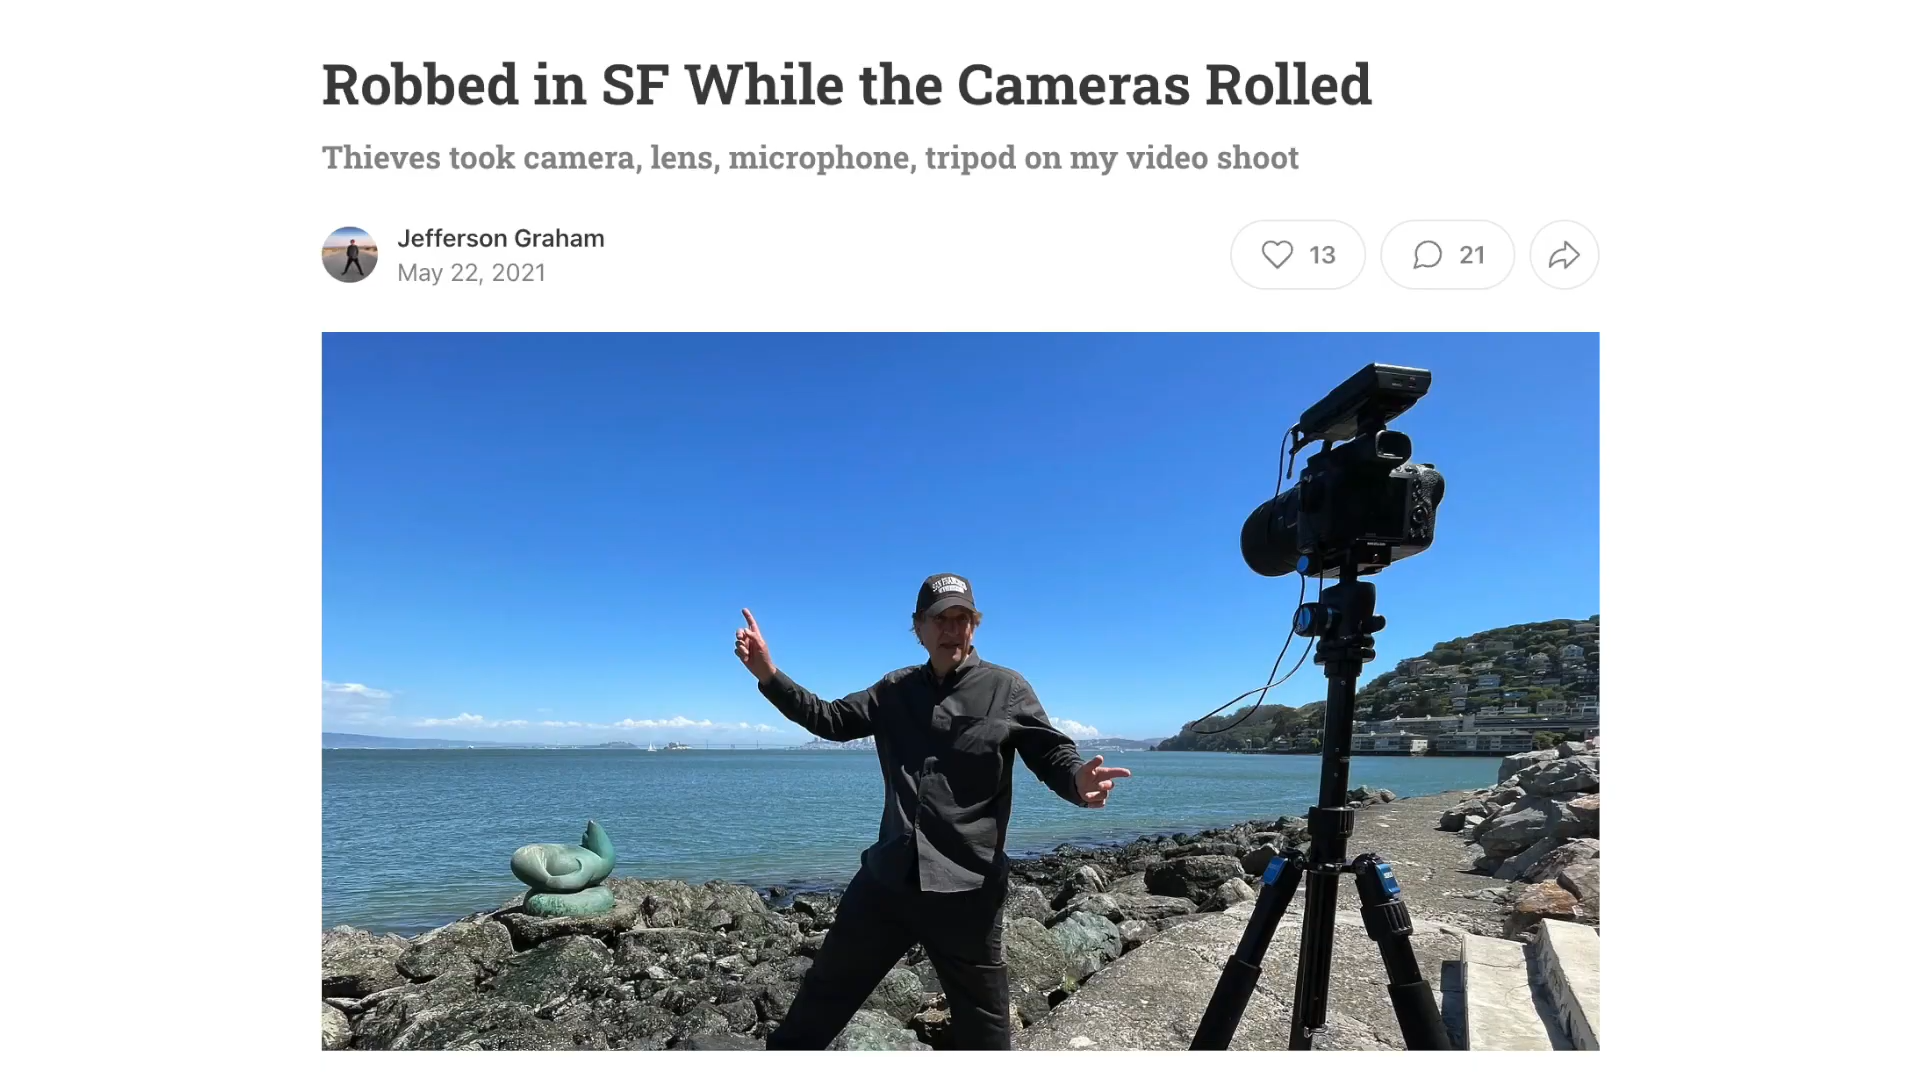 Robbed in SF While the Cameras Rolled
Thieves took camera, lens, microphone, tripod on my video shoot
Jefferson Graham
May 22, 2021
13
21